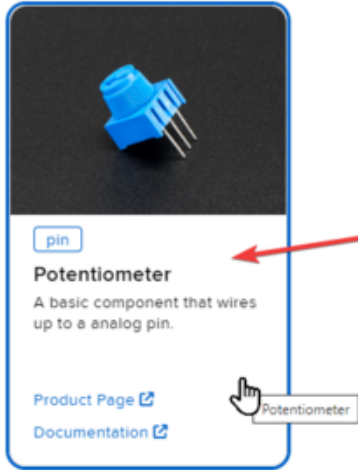 pin
Potentiometer
A basic component that wires
up to a analog pin.
Product Page
Potentiometer
Documentation